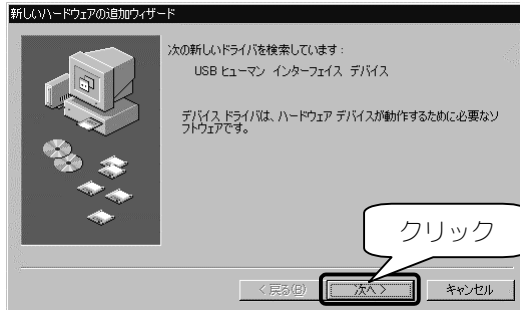 新しいハードウェアの追加ウィザード
次の新しいドライバを検索しています:
USB ヒューマン インターフェイス デバイス
デバイス ドライバは、ハードウェア デバイスが動作するために必要なソ
フトウェアです。
クリック
< 戻る(B)
次へ >
キャンセル